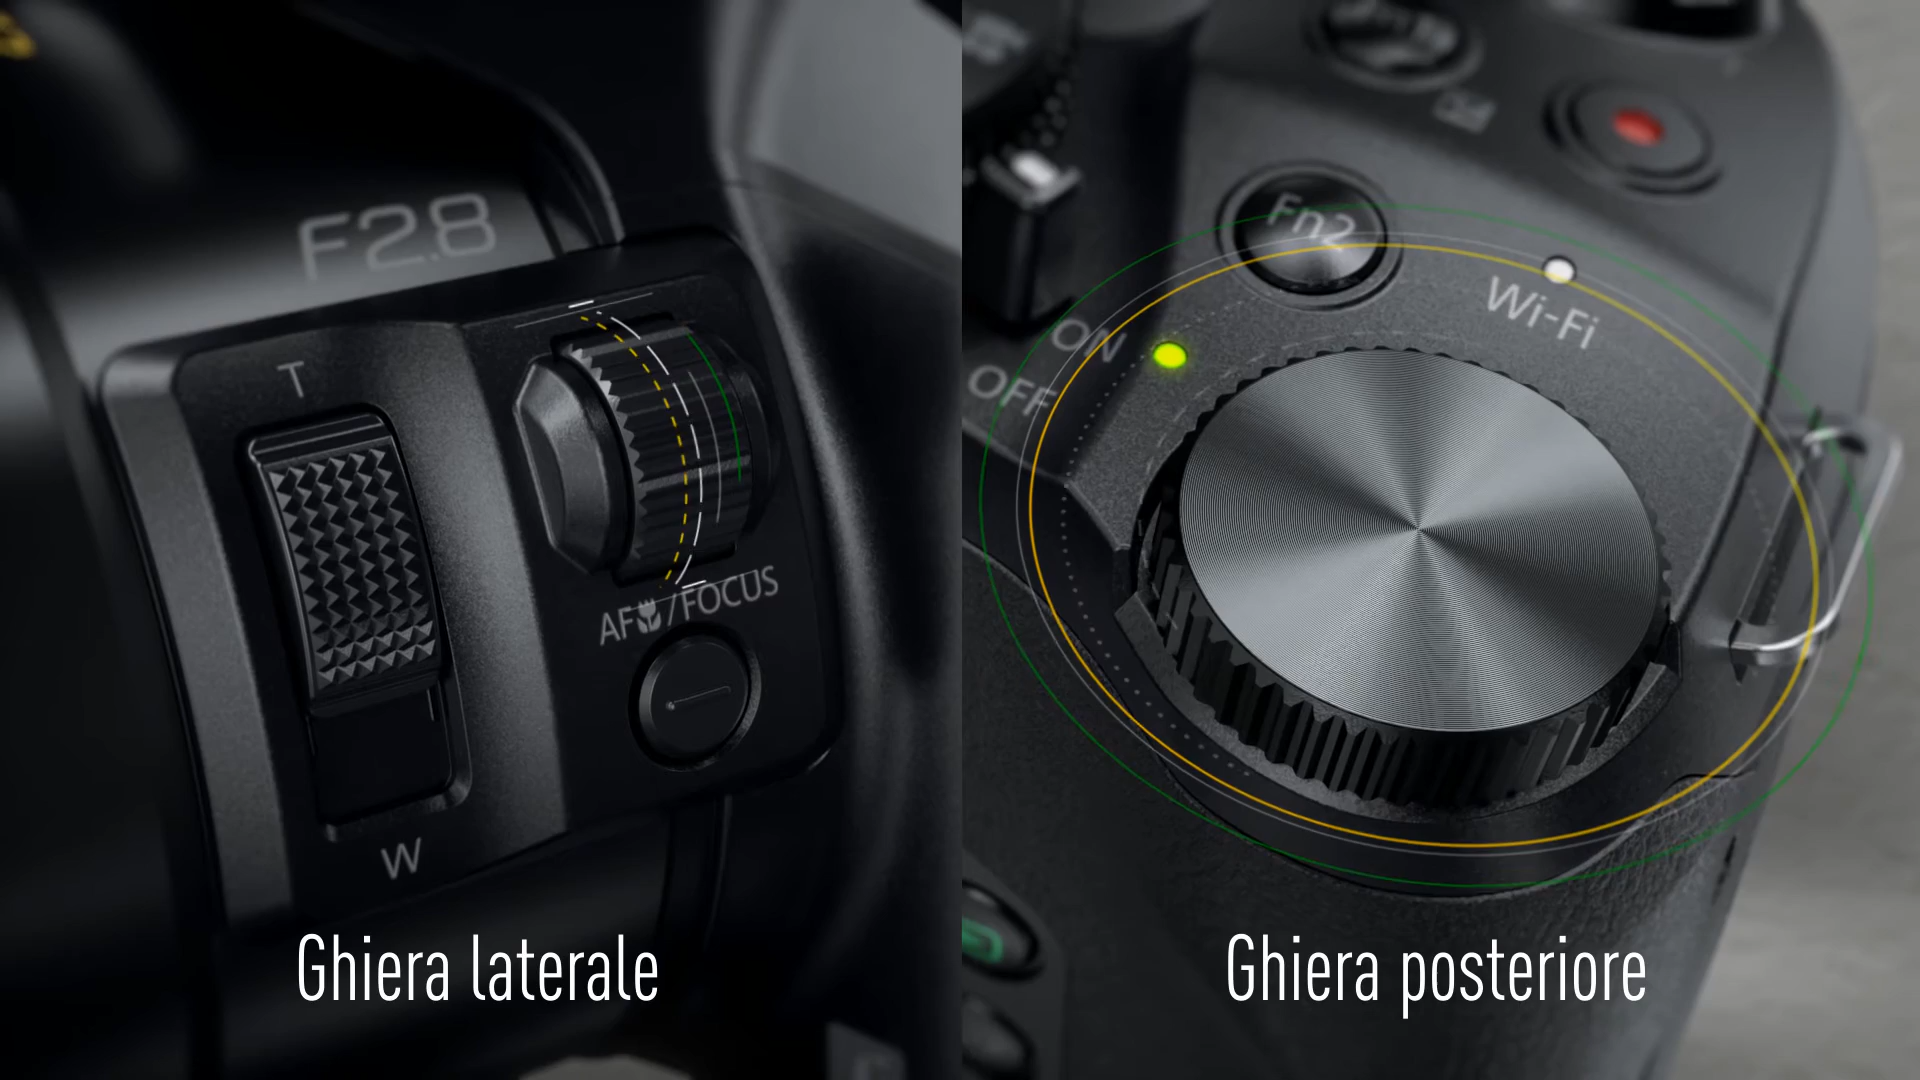 F2.8
T
AF/FOCUS
W
Ghiera laterale
Fn2
Wi-Fi
ON
OFF
Ghiera posteriore